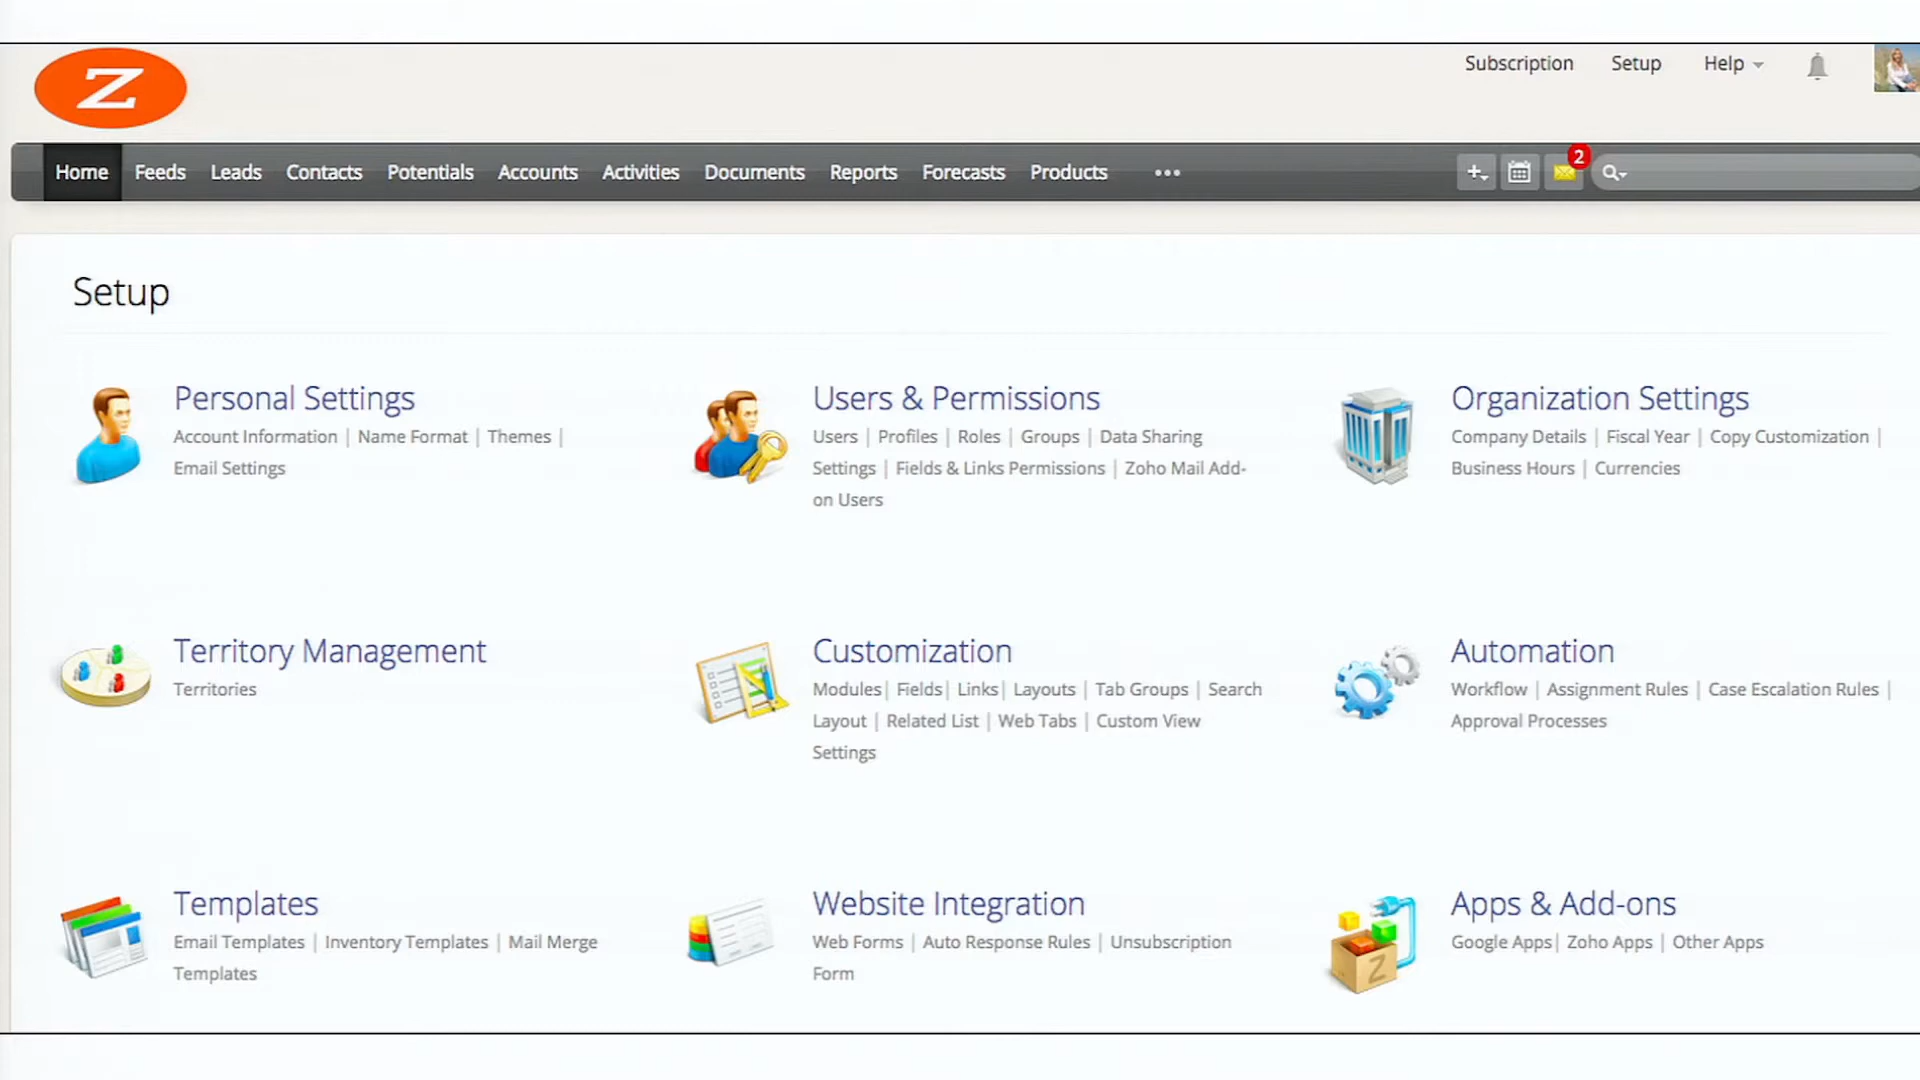 Z
Subscription Setup Help
Home Feeds Leads Contacts Potentials Accounts Activities Documents Reports Forecasts Products ••• 2
Setup
Personal Settings
Account Information | Name Format | Themes |
Email Settings
Users & Permissions
Users | Profiles | Roles | Groups | Data Sharing
Settings | Fields & Links Permissions | Zoho Mail Add-
on Users
Organization Settings
Company Details | Fiscal Year | Copy Customization |
Business Hours | Currencies
Territory Management
Territories
Customization
Modules | Fields | Links | Layouts | Tab Groups | Search
Layout | Related List | Web Tabs | Custom View
Settings
Automation
Workflow | Assignment Rules | Case Escalation Rules |
Approval Processes
Templates
Email Templates | Inventory Templates | Mail Merge
Templates
Website Integration
Web Forms | Auto Response Rules | Unsubscription
Form
Apps & Add-ons
Google Apps | Zoho Apps | Other Apps
Z